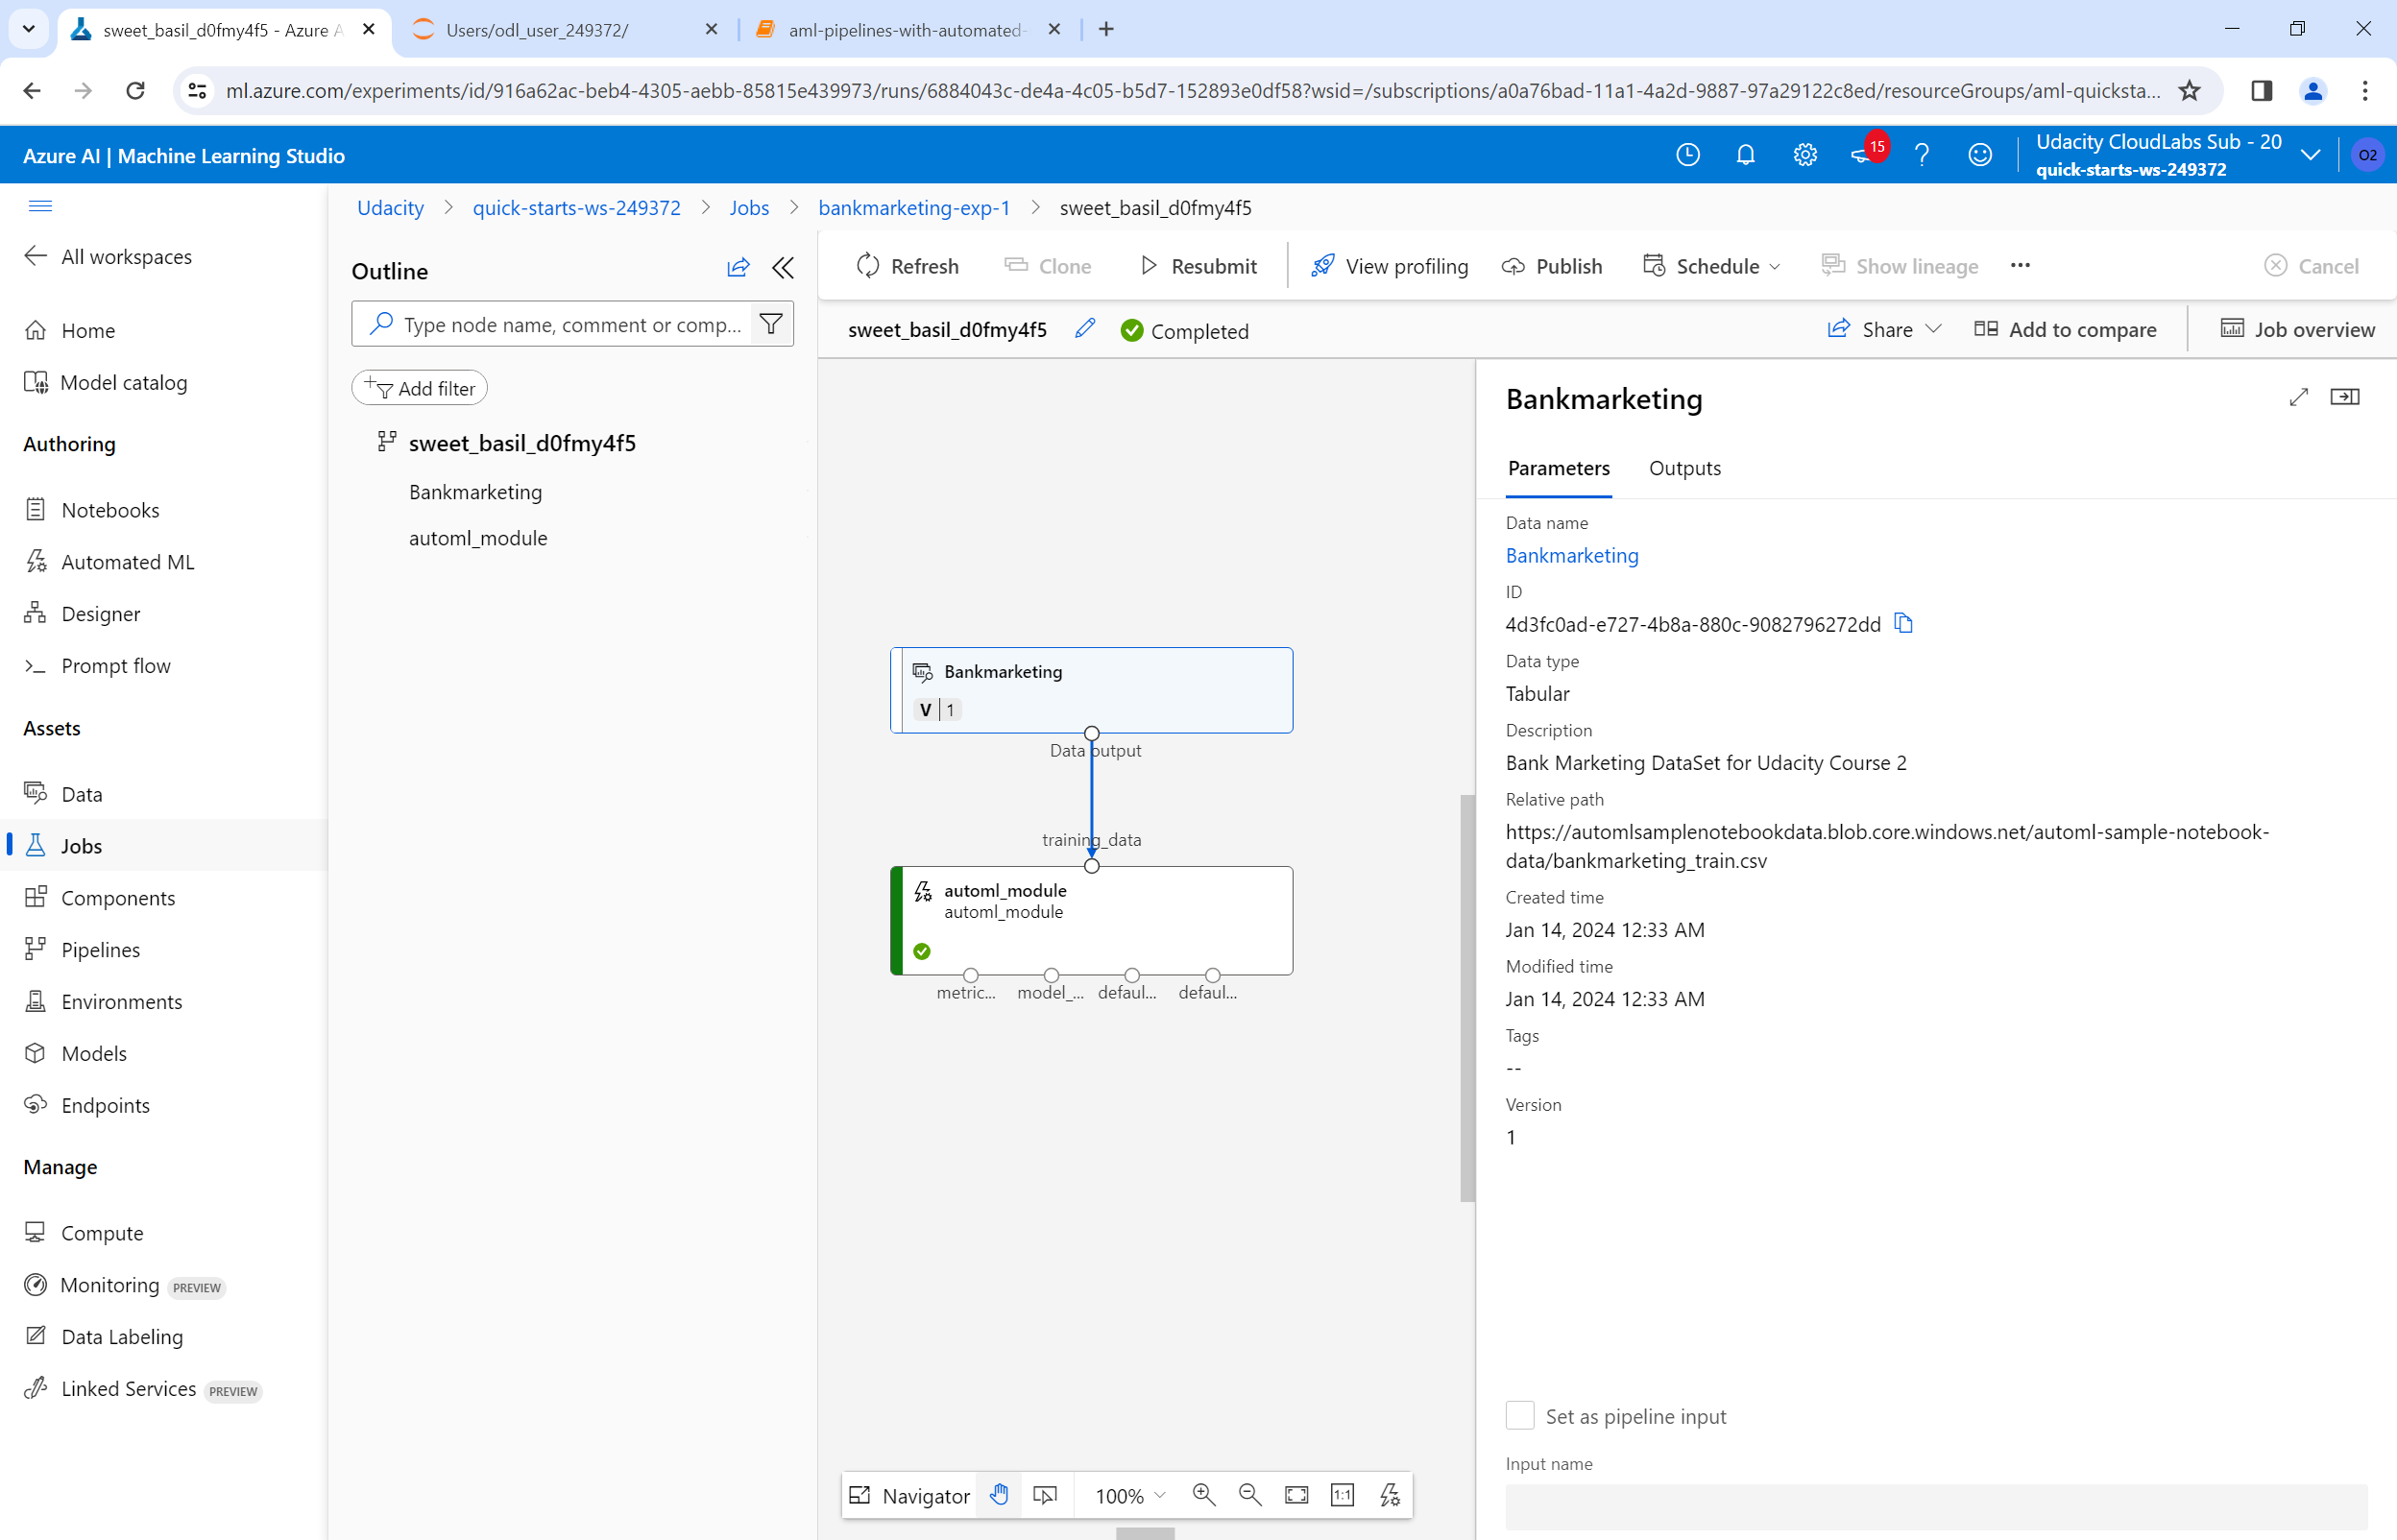 sweet_basil_d0fmy4f5 - Azure A
Users/odl_user_249372/
aml-pipelines-with-automated-
ml.azure.com/experiments/id/916a62ac-beb4-4305-aebb-85815e439973/runs/6884043c-de4a-4c05-b5d7-152893e0df58?wsid=/subscriptions/a0a76bad-11a1-4a2d-9887-97a29122c8ed/resourceGroups/aml-quicksta...
Azure AI | Machine Learning Studio
15
Udacity CloudLabs Sub - 20
quick-starts-ws-249372
O2
All workspaces
Home
Model catalog
Authoring
Notebooks
Automated ML
Designer
Prompt flow
Assets
Data
Jobs
Components
Pipelines
Environments
Models
Endpoints
Manage
Compute
Monitoring PREVIEW
Data Labeling
Linked Services PREVIEW
Udacity > quick-starts-ws-249372 > Jobs > bankmarketing-exp-1 > sweet_basil_d0fmy4f5
Outline
Type node name, comment or comp...
Add filter
sweet_basil_d0fmy4f5
Bankmarketing
automl_module
Refresh
Clone
Resubmit
View profiling
Publish
Schedule
Show lineage
Cancel
sweet_basil_d0fmy4f5
Completed
Share
Add to compare
Job overview
Bankmarketing
V 1
Data output
training_data
automl_module
automl_module
metric... model_... defaul... defaul...
Navigator
100%
1:1
Bankmarketing
Parameters
Outputs
Data name
Bankmarketing
ID
4d3fc0ad-e727-4b8a-880c-9082796272dd
Data type
Tabular
Description
Bank Marketing DataSet for Udacity Course 2
Relative path
https://automlsamplenotebookdata.blob.core.windows.net/automl-sample-notebook-
data/bankmarketing_train.csv
Created time
Jan 14, 2024 12:33 AM
Modified time
Jan 14, 2024 12:33 AM
Tags
--
Version
1
Set as pipeline input
Input name